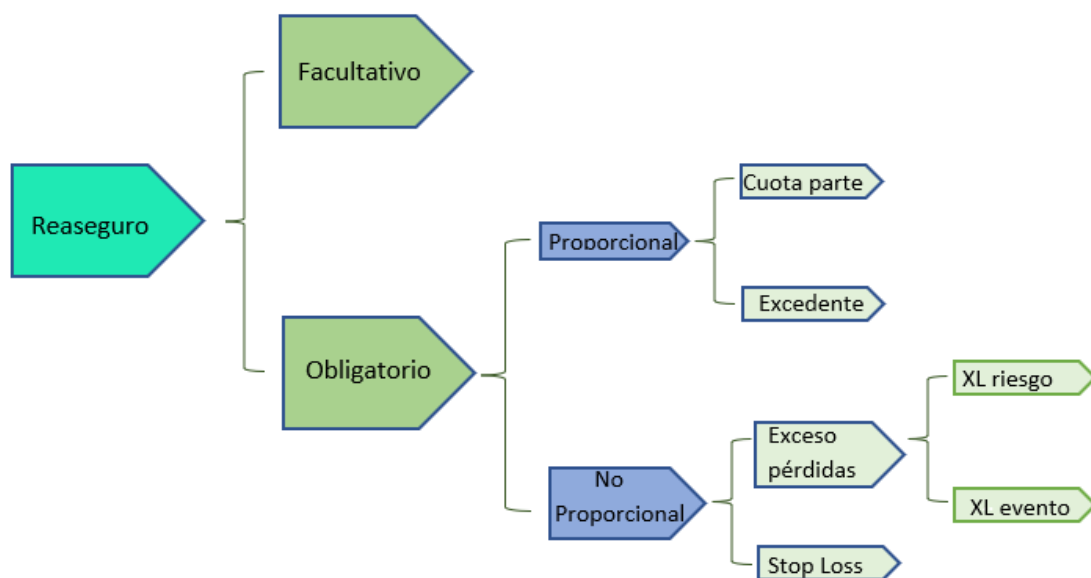 Facultativo
Reaseguro
Cuota parte
Proporcional
Excedente
Obligatorio
XL riesgo
Exceso
pérdidas
No
Proporcional
XL evento
Stop Loss